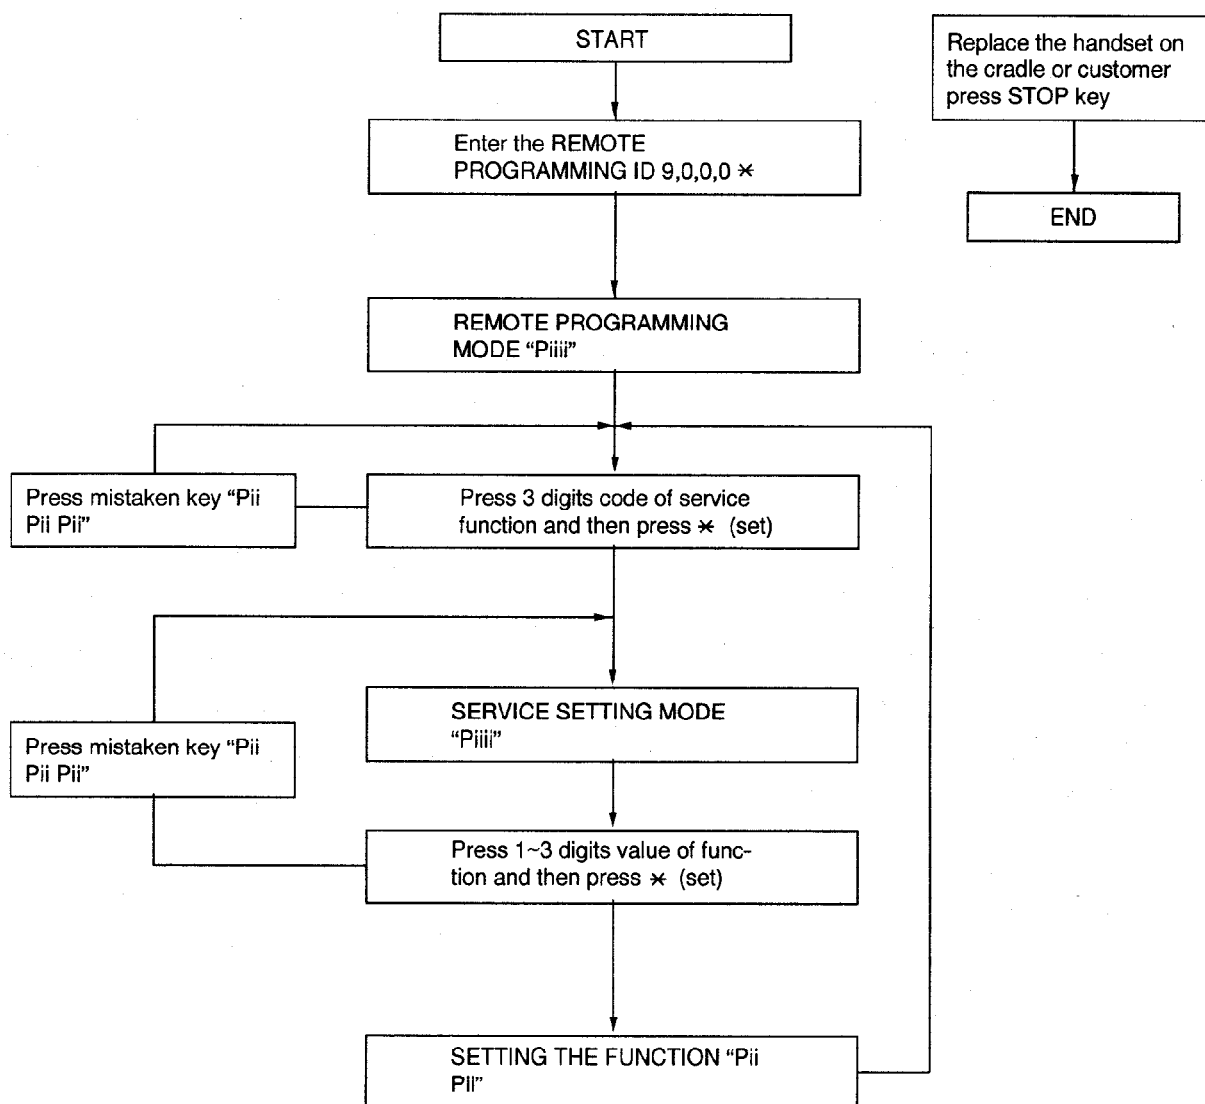 START
Enter the REMOTE
PROGRAMMING ID 9,0,0,0 *
REMOTE PROGRAMMING
MODE “Piiii”
Press mistaken key “Pii
Pii Pii”
Press 3 digits code of service
function and then press * (set)
SERVICE SETTING MODE
“Piiii”
Press mistaken key “Pii
Pii Pii”
Press 1~3 digits value of func-
tion and then press * (set)
SETTING THE FUNCTION “Pii
Pii”
Replace the handset on
the cradle or customer
press STOP key
END